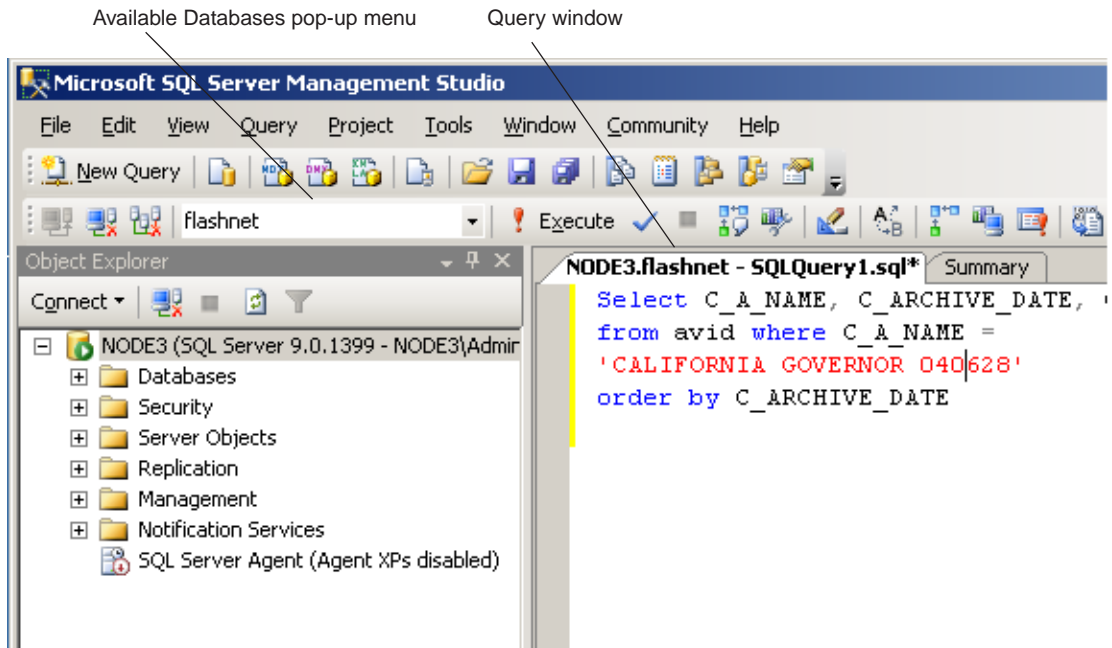 Available Databases pop-up menu Query window
Microsoft SQL Server Management Studio
File Edit View Query Project Tools Window Community Help
New Query
flashnet Execute
Object Explorer
NODE3.flashnet - SQLQuery1.sql* Summary
Connect
Select C_A_NAME, C_ARCHIVE_DATE,
NODE3 (SQL Server 9.0.1399 - NODE3\Admin
from avid where C_A_NAME =
Databases
'CALIFORNIA GOVERNOR 040628'
Security
order by C_ARCHIVE_DATE
Server Objects
Replication
Management
Notification Services
SQL Server Agent (Agent XPs disabled)